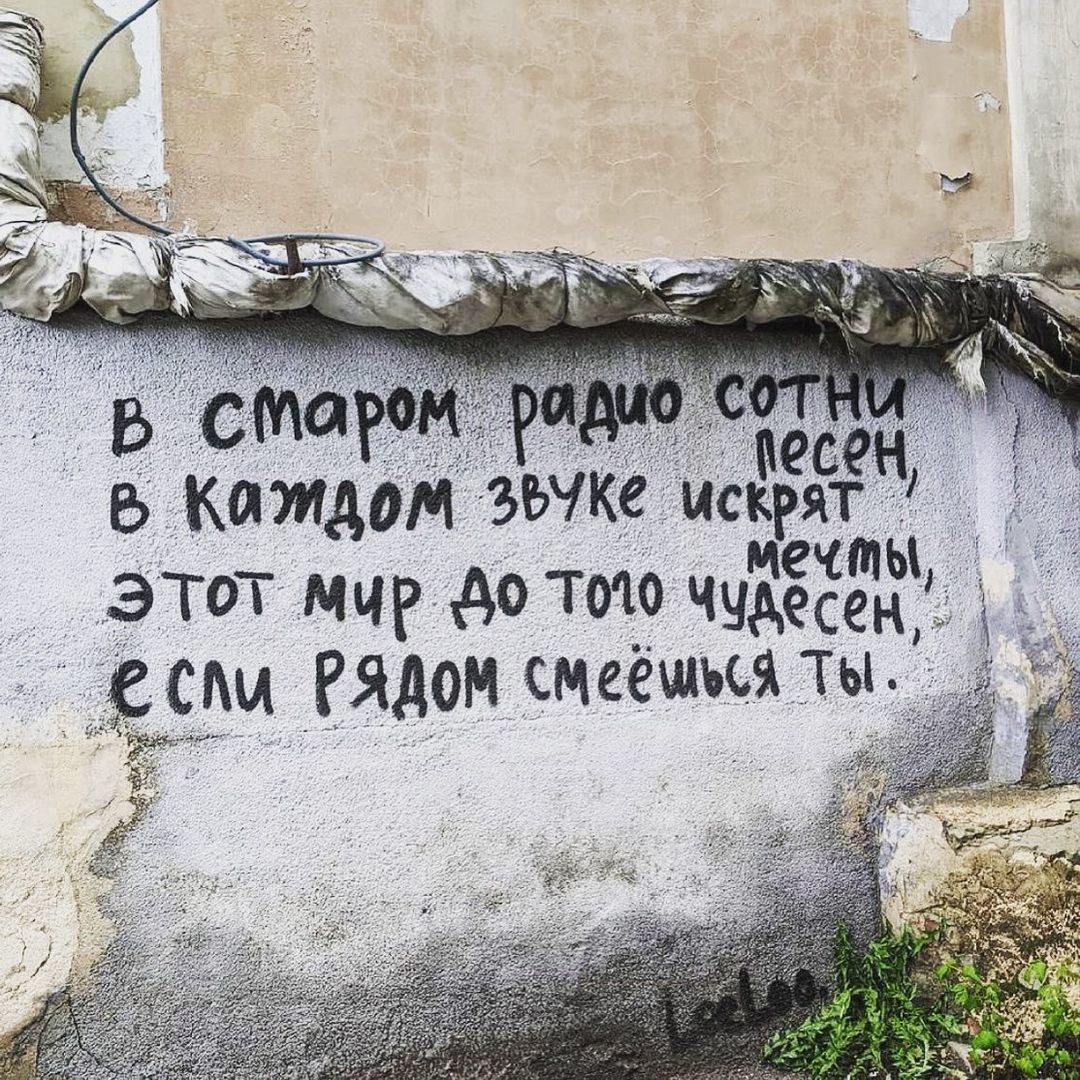 в старом радио сотни
песен,
в каждом звуке искрят
мечты,
этот мир до того чудесен,
если рядом смеёшься ты.
LeeLoo.